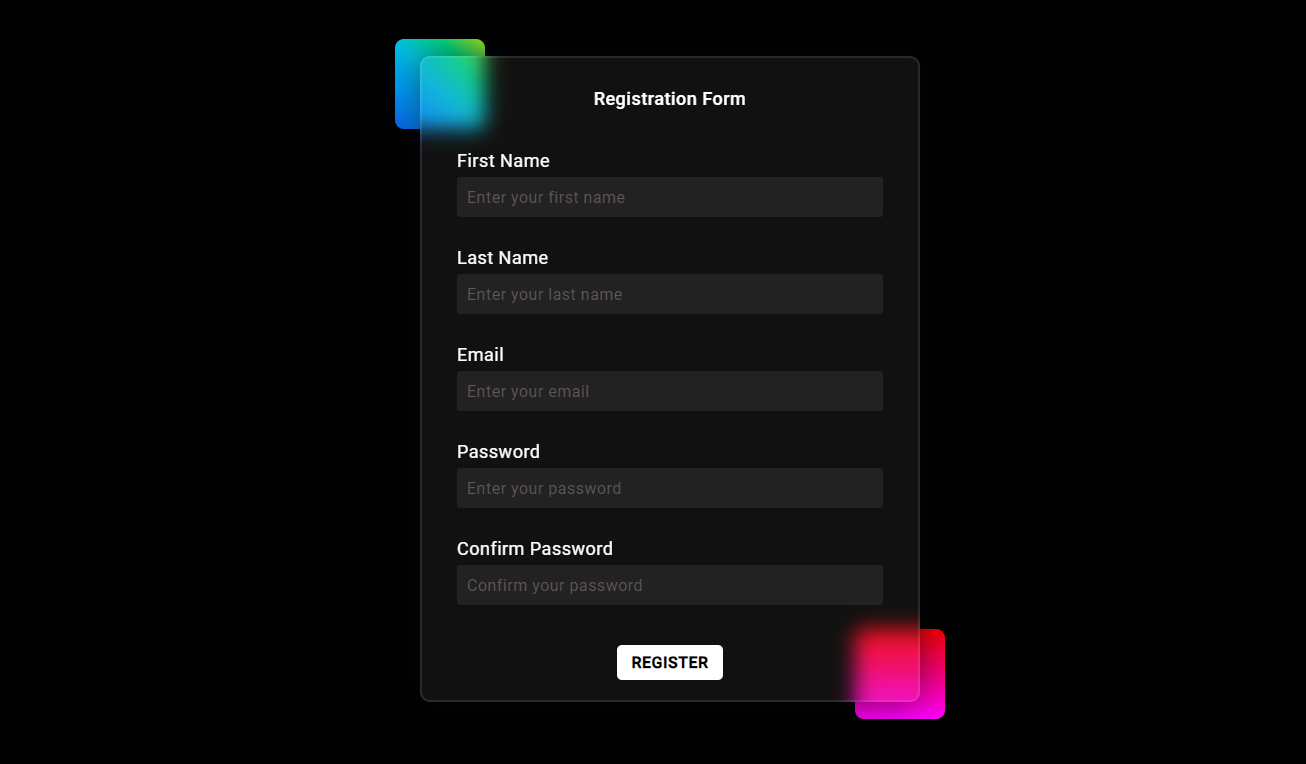 Registration Form
First Name
Enter your first name
Last Name
Enter your last name
Email
Enter your email
Password
Enter your password
Confirm Password
Confirm your password
REGISTER